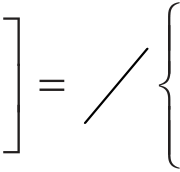 ] = / {